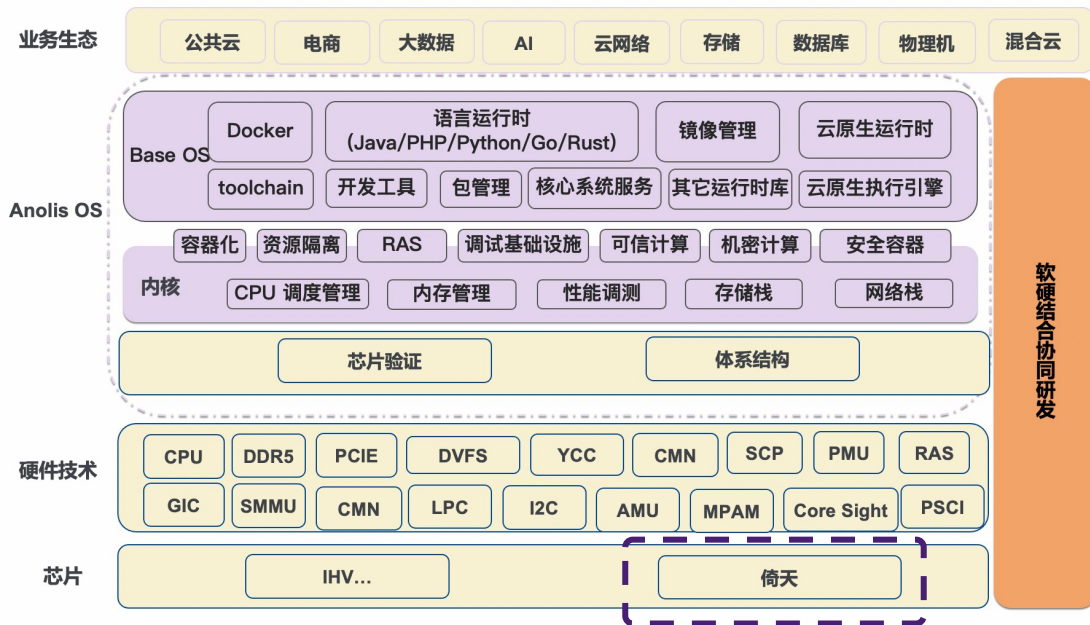 业务生态
公共云
电商
大数据
AI
云网络
存储
数据库
物理机
混合云
Anolis OS
Base OS
Docker
语言运行时
(Java/PHP/Python/Go/Rust)
镜像管理
云原生运行时
toolchain
开发工具
包管理
核心系统服务
其它运行时库
云原生执行引擎
容器化
资源隔离
RAS
调试基础设施
可信计算
机密计算
安全容器
内核
CPU 调度管理
内存管理
性能调测
存储栈
网络栈
芯片验证
体系结构
硬件技术
CPU
DDR5
PCIE
DVFS
YCC
CMN
SCP
PMU
RAS
GIC
SMMU
CMN
LPC
I2C
AMU
MPAM
Core Sight
PSCI
芯片
IHV...
倚天
软硬结合协同研发